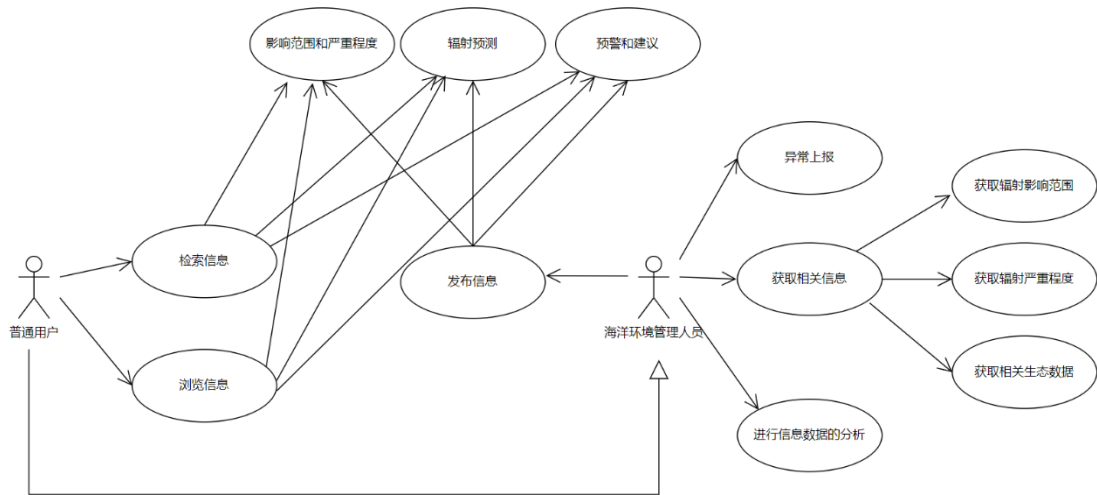 影响范围和严重程度
辐射预测
预警和建议
异常上报
获取辐射影响范围
检索信息
发布信息
获取相关信息
获取辐射严重程度
普通用户
海洋环境管理人员
浏览信息
获取相关生态数据
进行信息数据的分析